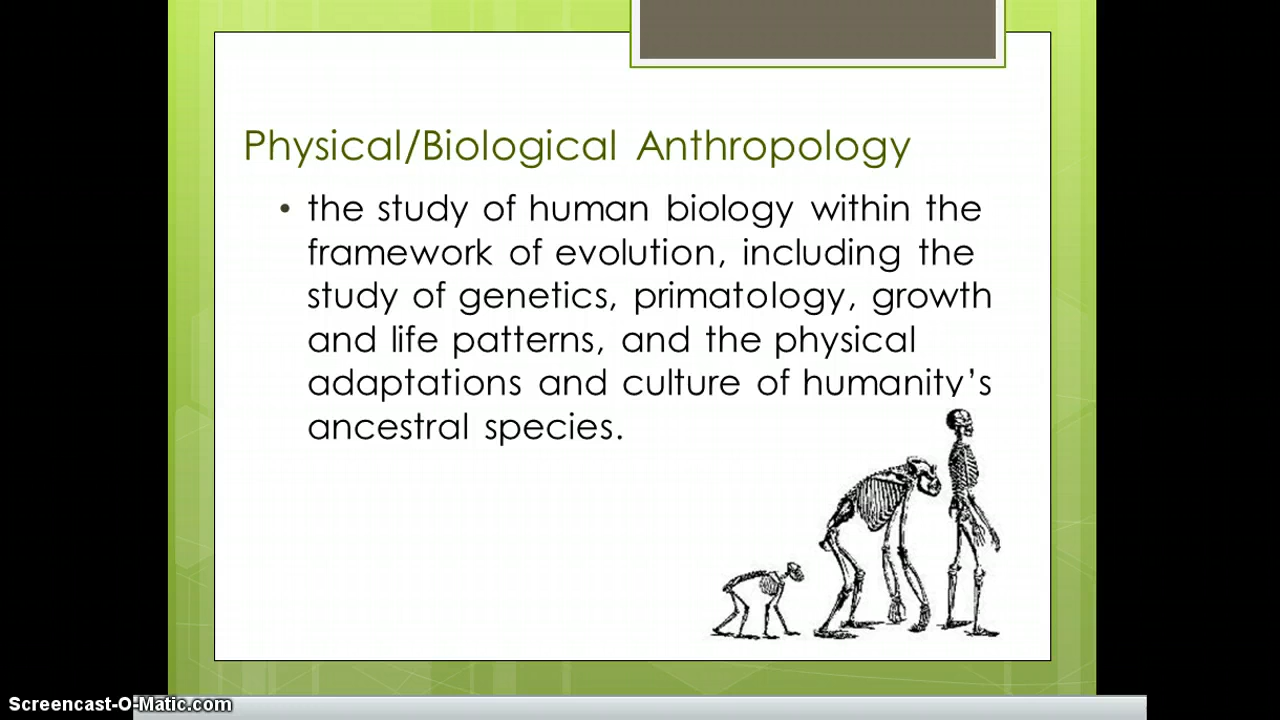 Physical/Biological Anthropology
• the study of human biology within the
framework of evolution, including the
study of genetics, primatology, growth
and life patterns, and the physical
adaptations and culture of humanity’s
ancestral species.
Screencast-O-Matic.com